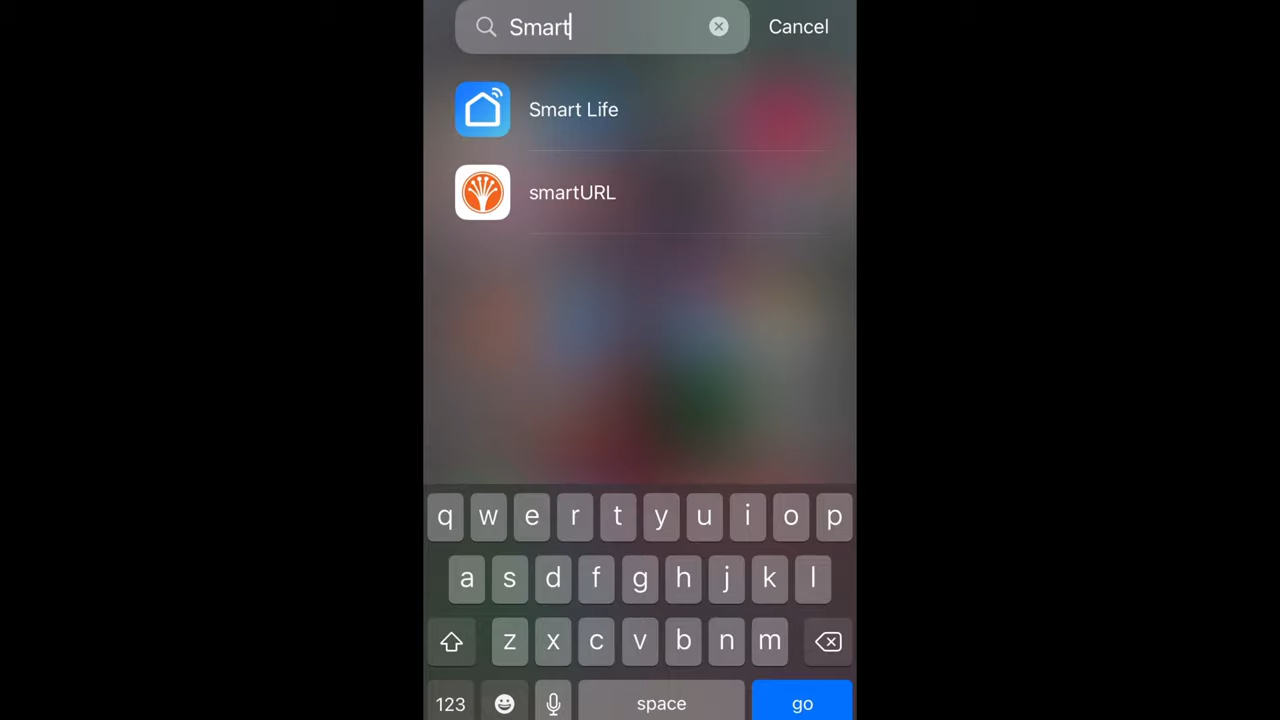 Smart Cancel
Smart Life
smartURL
q w e r t y u i o p
a s d f g h j k l
z x c v b n m
123 space go